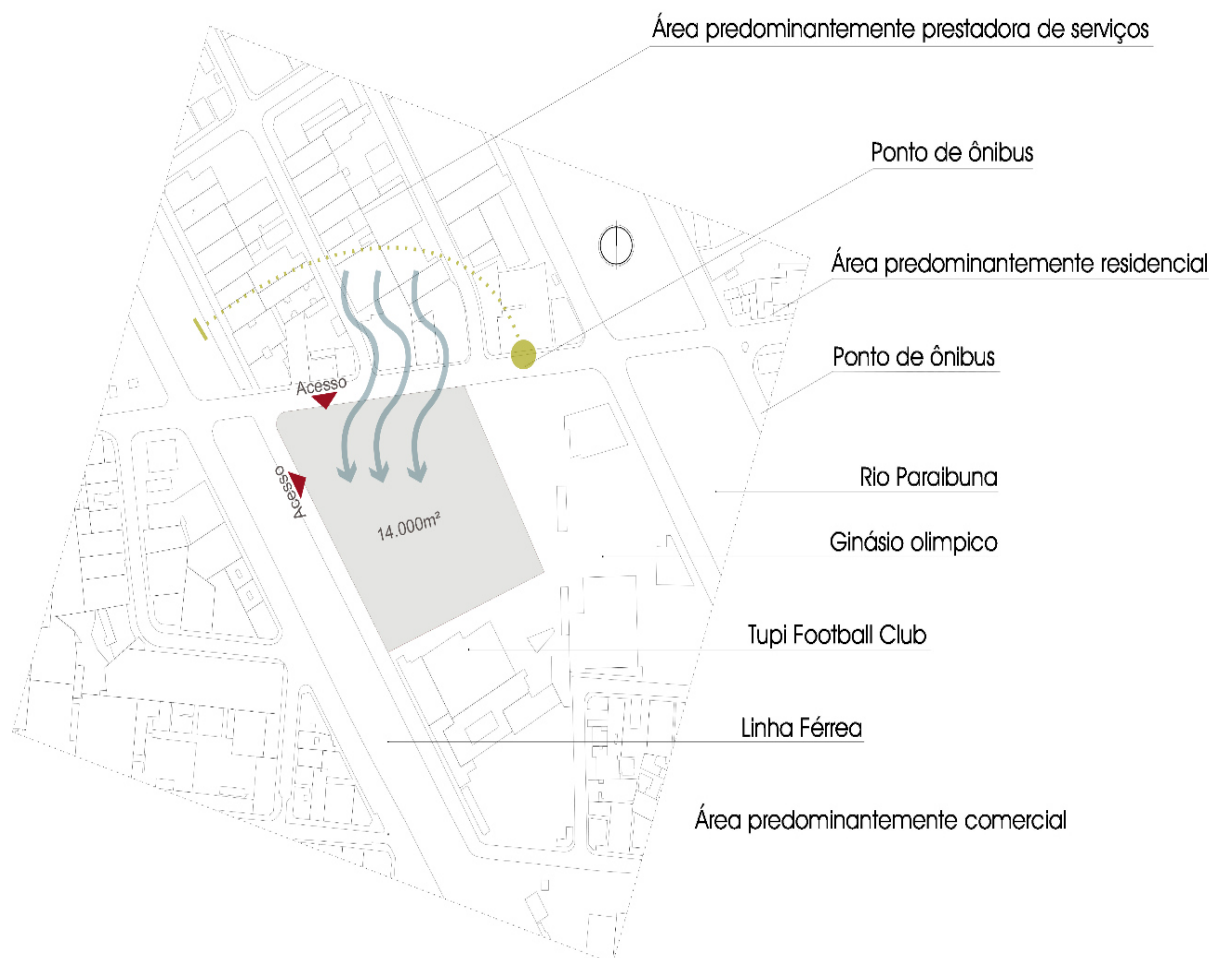 Área predominantemente prestadora de serviços
Ponto de ônibus
Área predominantemente residencial
Ponto de ônibus
Acesso
Acesso
Rio Paraibuna
14.000m²
Ginásio olimpico
Tupi Football Club
Linha Férrea
Área predominantemente comercial